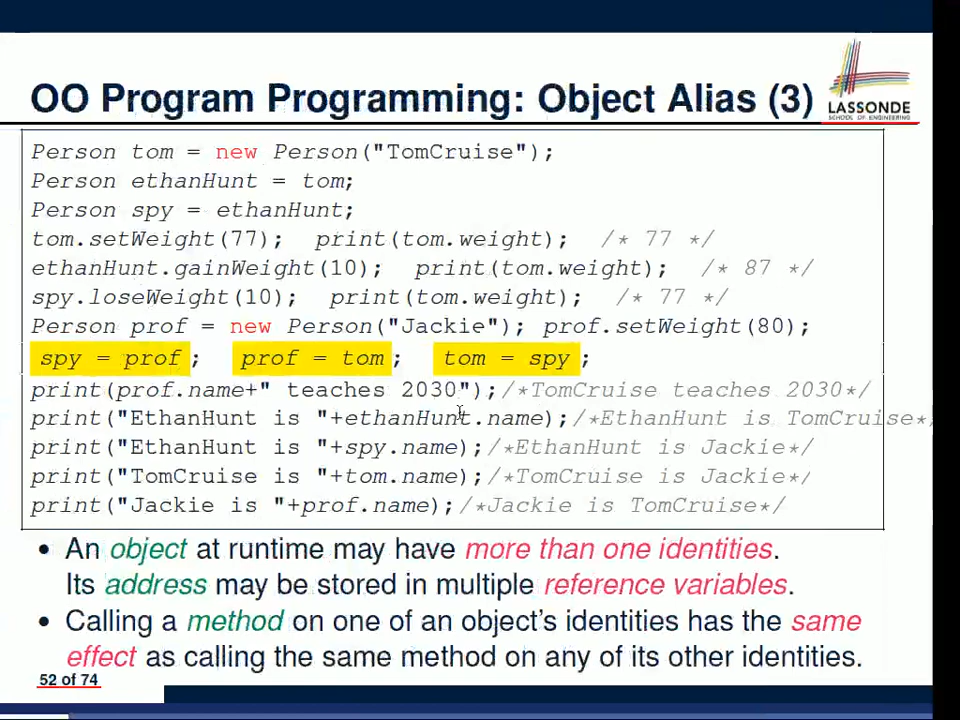 OO Program Programming: Object Alias (3)
LASSONDE
SCHOOL OF ENGINEERING
Person tom = new Person("TomCruise");
Person ethanHunt = tom;
Person spy = ethanHunt;
tom.setWeight(77); print(tom.weight); /* 77 */
ethanHunt.gainWeight(10); print(tom.weight); /* 87 */
spy.loseWeight(10); print(tom.weight); /* 77 */
Person prof = new Person("Jackie"); prof.setWeight(80);
spy = prof; prof = tom; tom = spy;
print(prof.name+" teaches 2030");/*TomCruise teaches 2030*/
print("EthanHunt is "+ethanHunt.name);/*EthanHunt is TomCruise*/
print("EthanHunt is "+spy.name);/*EthanHunt is Jackie*/
print("TomCruise is "+tom.name);/*TomCruise is Jackie*/
print("Jackie is "+prof.name);/*Jackie is TomCruise*/
• An object at runtime may have more than one identities.
Its address may be stored in multiple reference variables.
• Calling a method on one of an object's identities has the same
effect as calling the same method on any of its other identities.
52 of 74